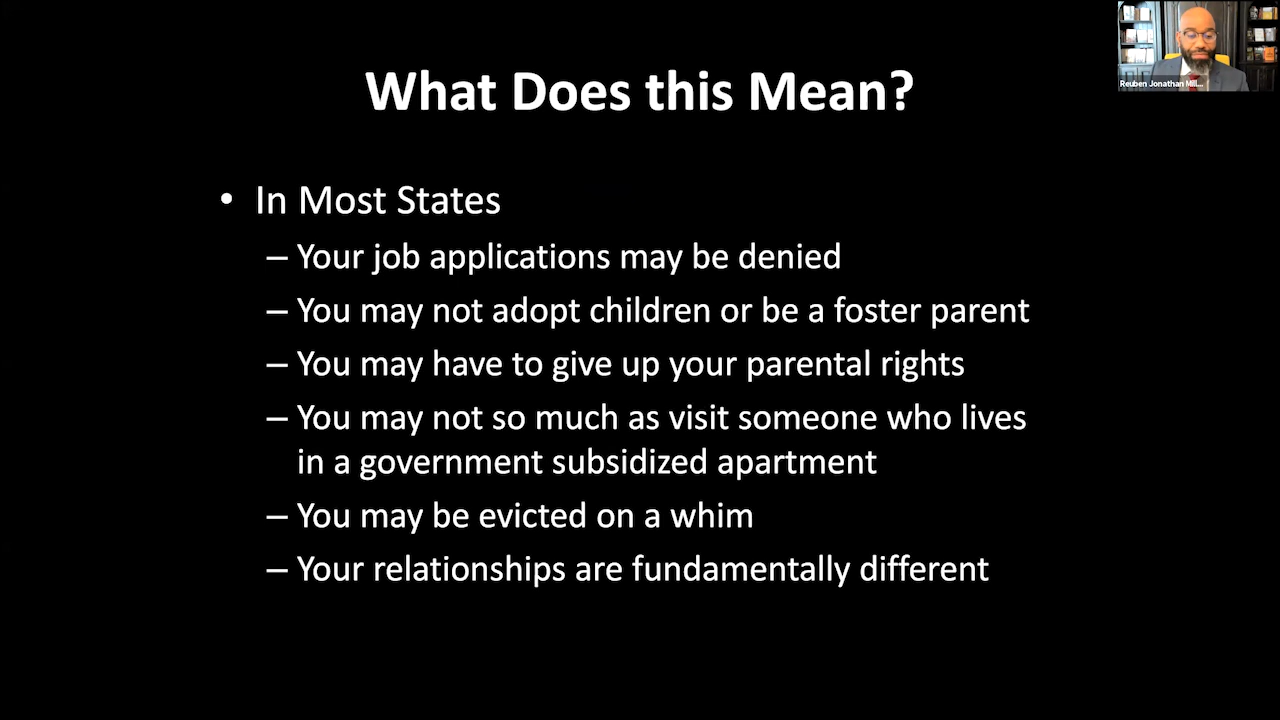 What Does this Mean?
Reuben Jonathan Mil...
• In Most States
– Your job applications may be denied
– You may not adopt children or be a foster parent
– You may have to give up your parental rights
– You may not so much as visit someone who lives
in a government subsidized apartment
– You may be evicted on a whim
– Your relationships are fundamentally different